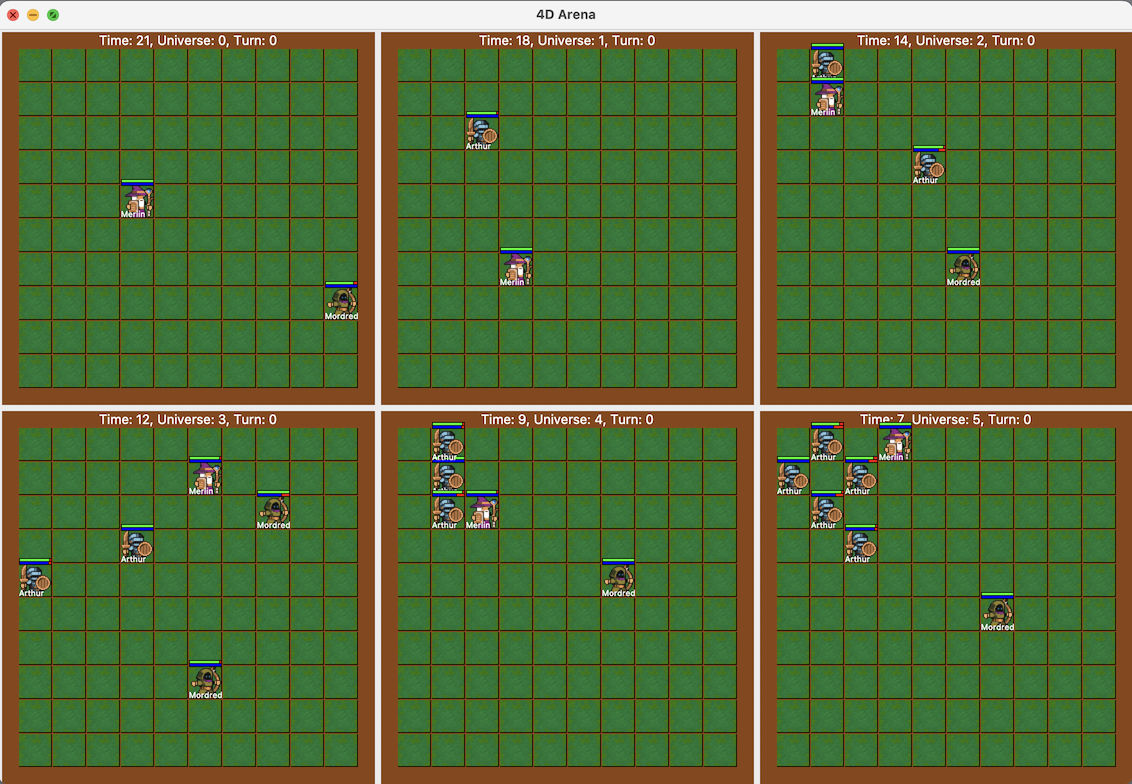 4D Arena
Time: 21, Universe: 0, Turn: 0
Merlin
Mordred
Time: 18, Universe: 1, Turn: 0
Arthur
Merlin
Time: 14, Universe: 2, Turn: 0
Arthur
Merlin
Arthur
Mordred
Time: 12, Universe: 3, Turn: 0
Merlin
Mordred
Arthur
Arthur
Mordred
Time: 9, Universe: 4, Turn: 0
Arthur
Arthur
Arthur
Merlin
Mordred
Time: 7, Universe: 5, Turn: 0
Arthur
Merlin
Arthur
Arthur
Arthur
Arthur
Mordred